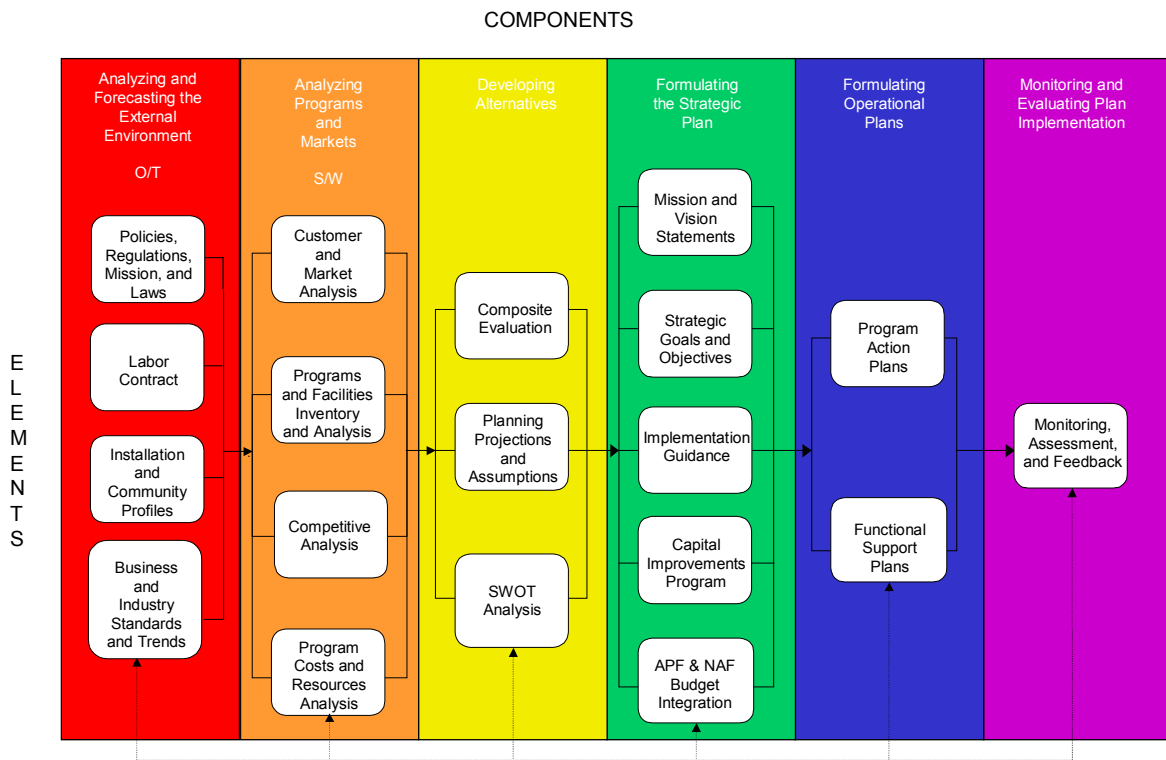 COMPONENTS
Analyzing and
Forecasting the
External
Environment
O/T
Analyzing
Programs
and
Markets
S/W
Developing
Alternatives
Formulating
the Strategic
Plan
Formulating
Operational
Plans
Monitoring and
Evaluating Plan
Implementation
E
L
E
M
E
N
T
S
Policies,
Regulations,
Mission, and
Laws
Labor
Contract
Installation and
Community
Profiles
Business
and
Industry
Standards
and Trends
Customer
and
Market
Analysis
Programs
and Facilities
Inventory
and Analysis
Competitive
Analysis
Program
Costs and
Resources
Analysis
Composite
Evaluation
Planning
Projections
and
Assumptions
SWOT
Analysis
Mission and
Vision
Statements
Strategic
Goals and
Objectives
Implementation
Guidance
Capital
Improvements
Program
APF & NAF
Budget
Integration
Program
Action
Plans
Functional
Support
Plans
Monitoring,
Assessment,
and Feedback